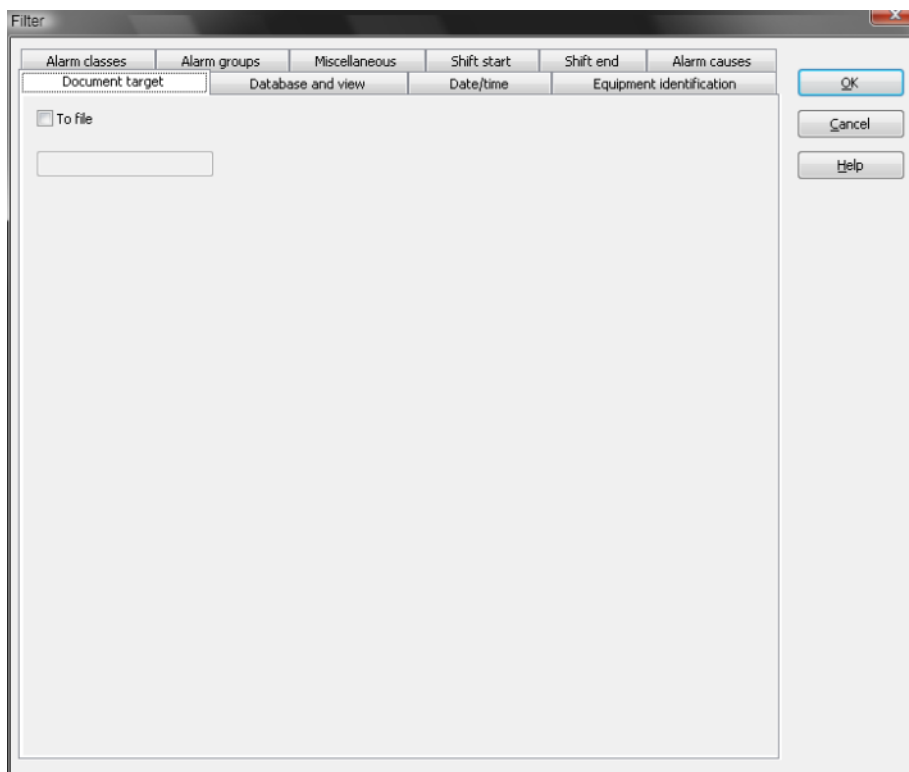 Filter
Alarm classes Alarm groups Miscellaneous Shift start Shift end Alarm causes
Document target Database and view Date/time Equipment identification
To file
OK
Cancel
Help